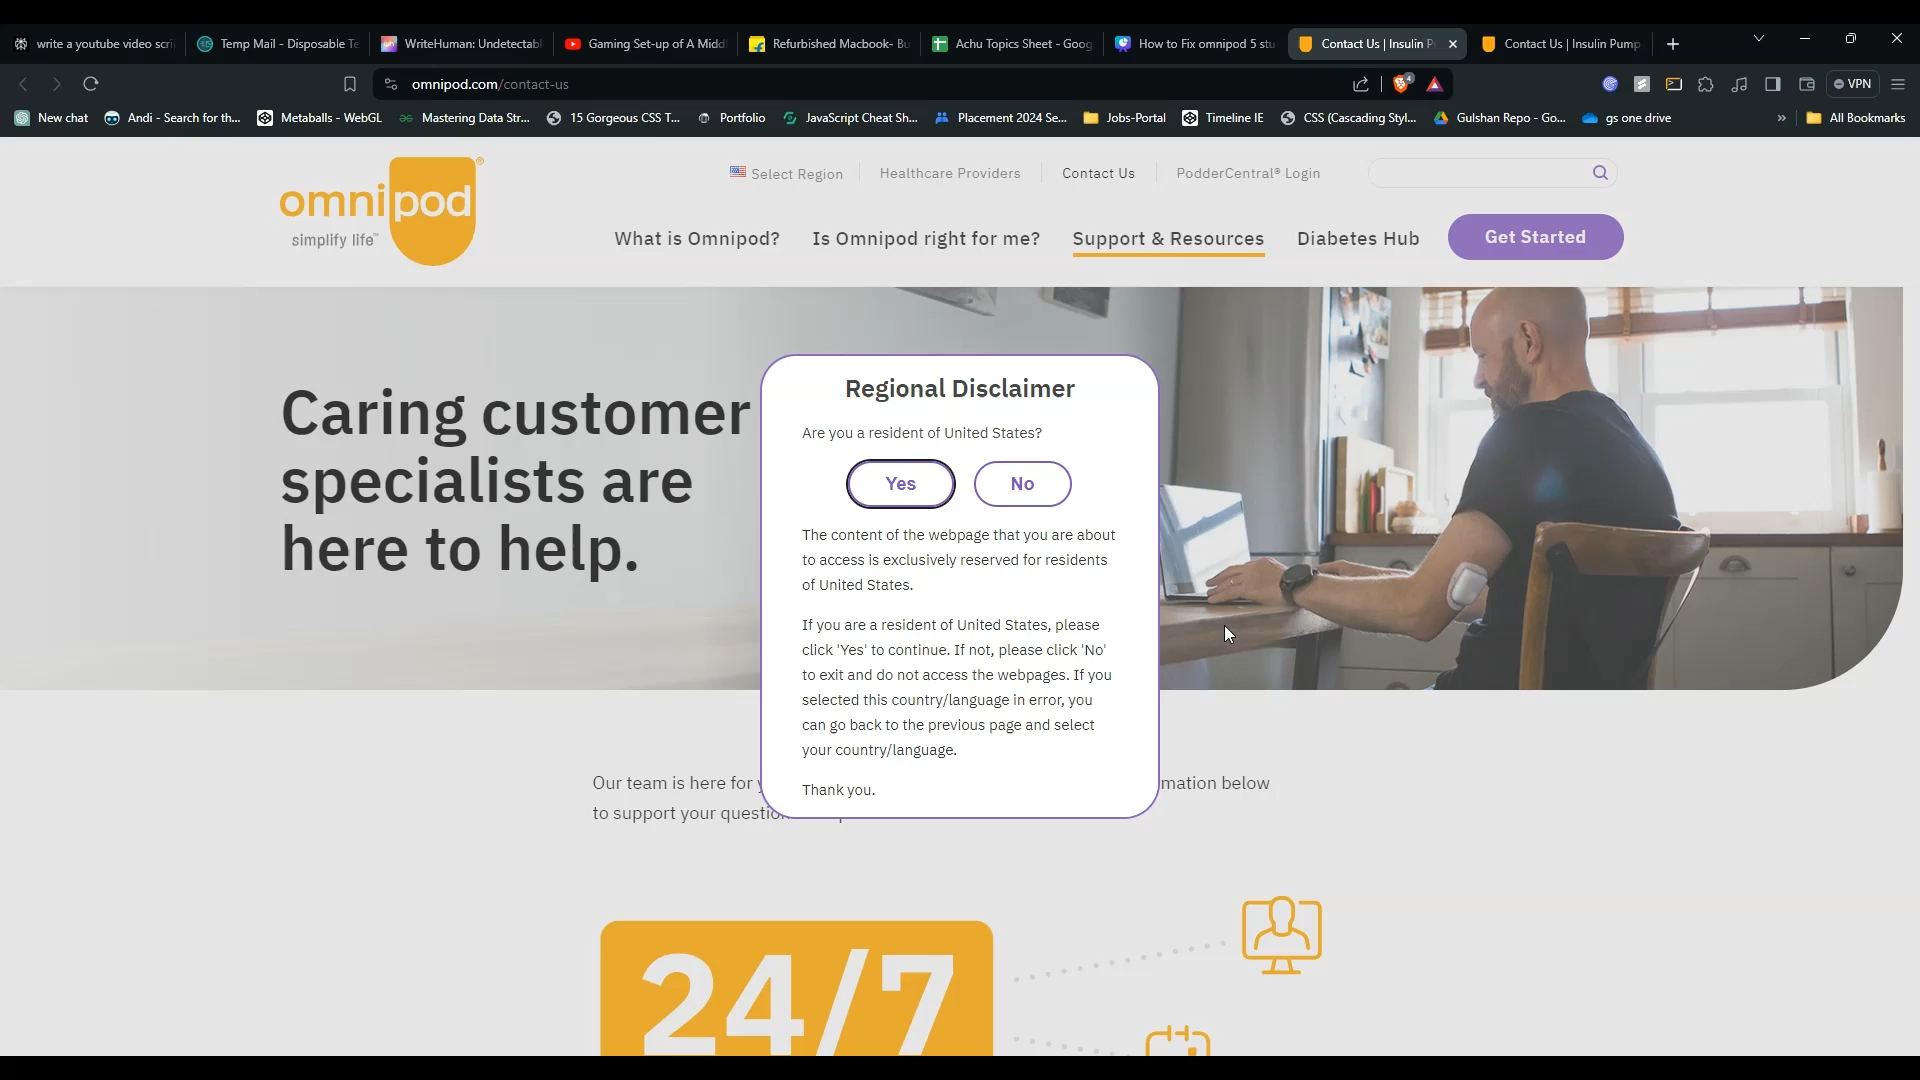 write a youtube video scri
Temp Mail - Disposable Te
WriteHuman: Undetectabl
Gaming Set-up of A Middl
Refurbished Macbook- Bu
Achu Topics Sheet - Goog
How to Fix omnipod 5 stu
Contact Us | Insulin P
Contact Us | Insulin Pump
omnipod.com/contact-us
4
VPN
New chat
Andi - Search for th...
Metaballs - WebGL
Mastering Data Str...
15 Gorgeous CSS T...
Portfolio
JavaScript Cheat Sh...
Placement 2024 Se...
Jobs-Portal
Timeline IE
CSS (Cascading Styl...
Gulshan Repo - Go...
gs one drive
»
All Bookmarks
omnipod®
simplify life™
Select Region
Healthcare Providers
Contact Us
PodderCentral® Login
What is Omnipod?
Is Omnipod right for me?
Support & Resources
Diabetes Hub
Get Started
Caring customer
specialists are
here to help.
Regional Disclaimer
Are you a resident of United States?
Yes
No
The content of the webpage that you are about
to access is exclusively reserved for residents
of United States.
If you are a resident of United States, please
click 'Yes' to continue. If not, please click 'No'
to exit and do not access the webpages. If you
selected this country/language in error, you
can go back to the previous page and select
your country/language.
Thank you.
Our team is here for
mation below
to support your question
24/7